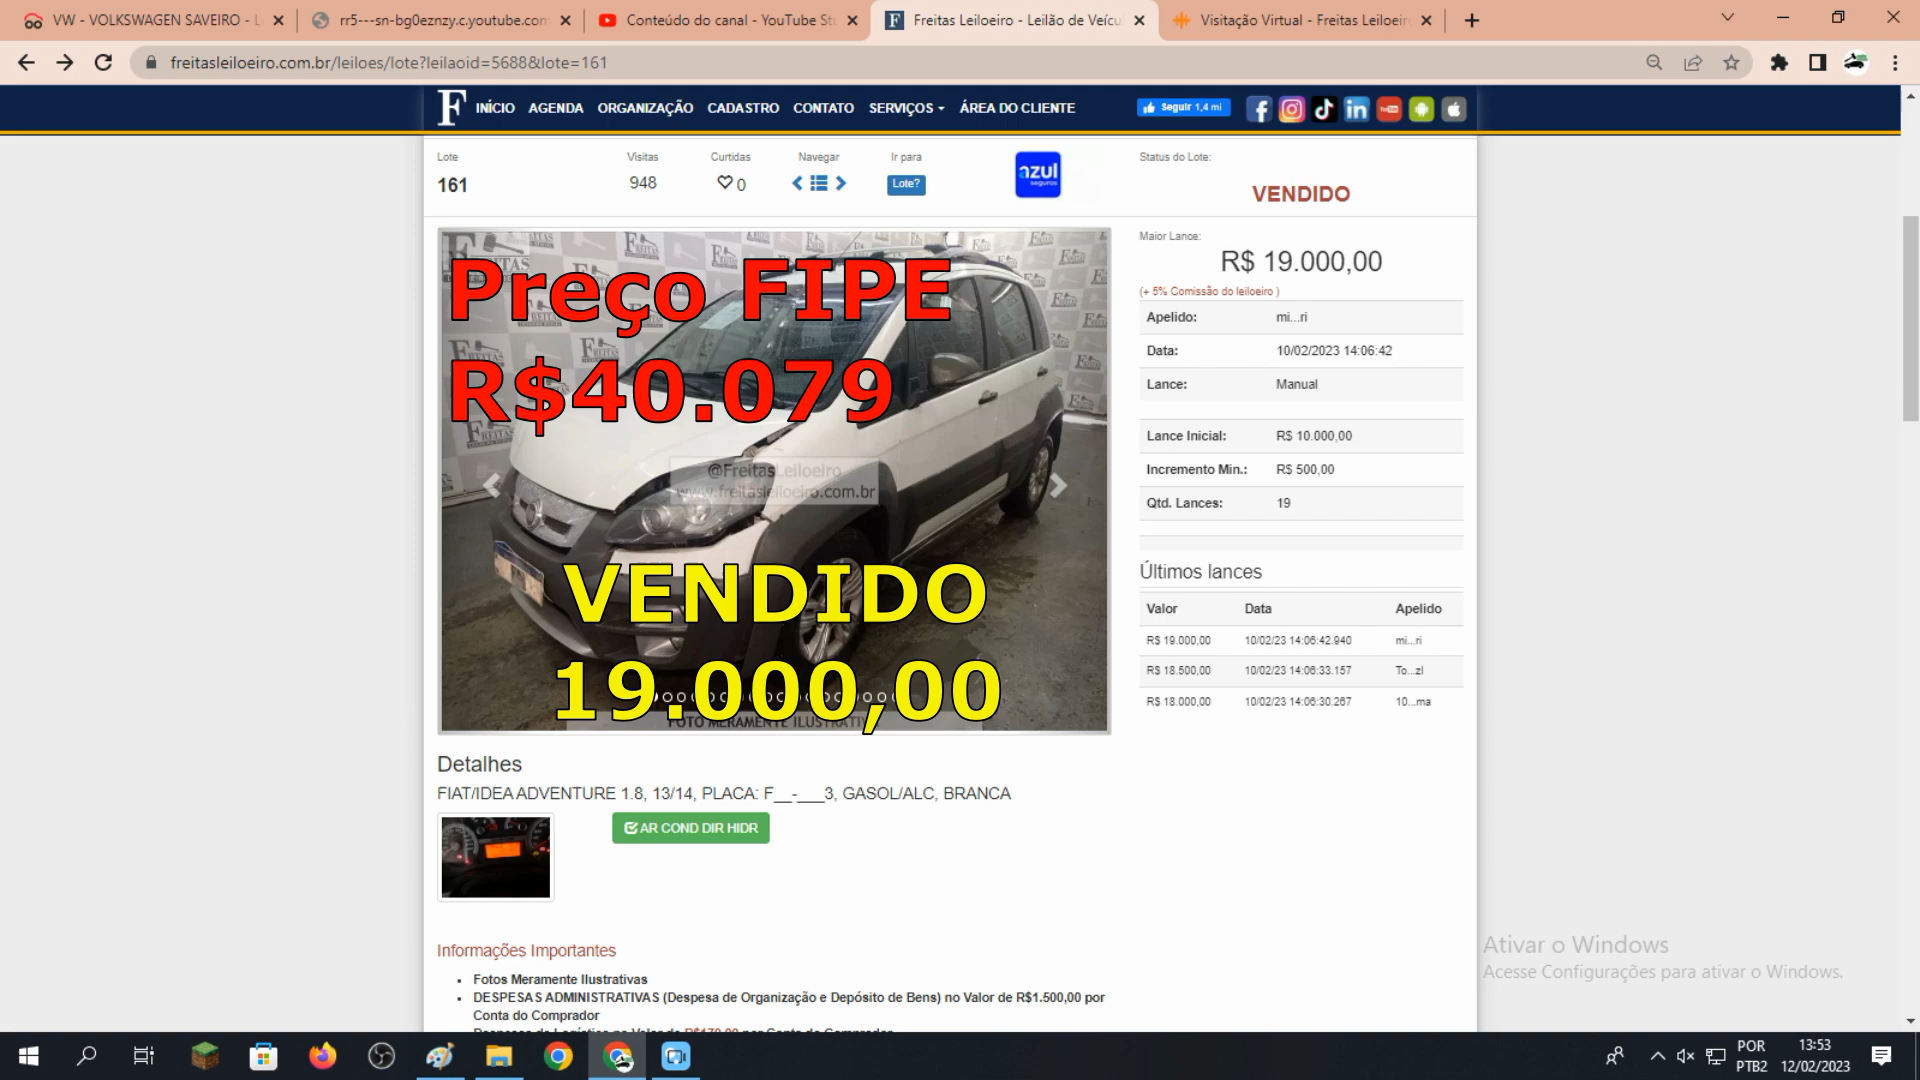 VW - VOLKSWAGEN SAVEIRO - L
rr5---sn-bg0eznzy.c.youtube.com
Conteúdo do canal - YouTube St
Freitas Leiloeiro - Leilão de Veícu
Visitação Virtual - Freitas Leiloeir
freitasleiloeiro.com.br/leiloes/lote?leilaoid=5688&lote=161
F INÍCIO AGENDA ORGANIZAÇÃO CADASTRO CONTATO SERVIÇOS ÁREA DO CLIENTE
Seguir 1,4 mi
Lote Visitas Curtidas Navegar Ir para
161 948 0 Lote?
azul
seguros
Status do Lote:
VENDIDO
Preço FIPE
R$40.079
@FreitasLeiloeiro
www.freitasleiloeiro.com.br
VENDIDO
19.000,00
FOTO MERAMENTE ILUSTRATIV
Maior Lance:
R$ 19.000,00
(+ 5% Comissão do leiloeiro )
Apelido: mi...ri
Data: 10/02/2023 14:06:42
Lance: Manual
Lance Inicial: R$ 10.000,00
Incremento Min.: R$ 500,00
Qtd. Lances: 19
Últimos lances
Valor Data Apelido
R$ 19.000,00 10/02/23 14:06:42.940 mi...ri
R$ 18.500,00 10/02/23 14:06:33.157 To...zl
R$ 18.000,00 10/02/23 14:06:30.267 10...ma
Detalhes
FIAT/IDEA ADVENTURE 1.8, 13/14, PLACA: F__-___3, GASOL/ALC, BRANCA
AR COND DIR HIDR
Informações Importantes
Fotos Meramente Ilustrativas
DESPESAS ADMINISTRATIVAS (Despesa de Organização e Depósito de Bens) no Valor de R$1.500,00 por
Conta do Comprador
Ativar o Windows
Acesse Configurações para ativar o Windows.
POR
PTB2
13:53
12/02/2023